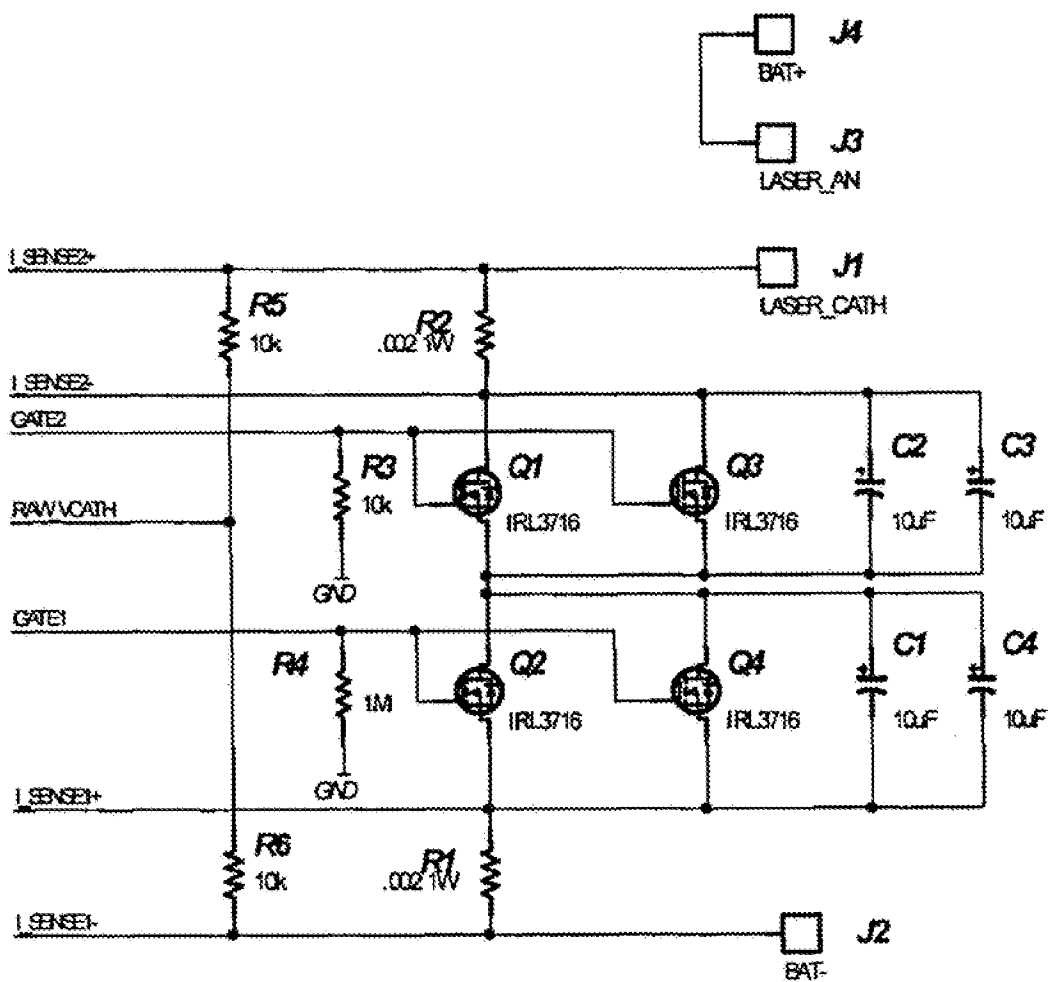 J4
BAT+
J3
LASER_AN
I_SENSE2+
J1
LASER_CATH
R5
10k
R2
.002 1W
I_SENSE2-
GATE2
R3
10k
Q1
IRL3716
Q3
IRL3716
C2
10uF
C3
10uF
RAW VCATH
GND
GATE1
R4
1M
Q2
IRL3716
Q4
IRL3716
C1
10uF
C4
10uF
GND
I_SENSE1+
R6
10k
R1
.002 1W
I_SENSE1-
J2
BAT-